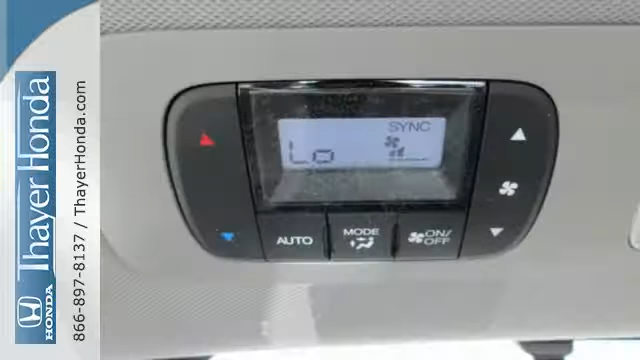 HONDA
Thayer Honda
866-897-8137 / ThayerHonda.com
SYNC
Lo
AUTO
MODE
ON/
OFF